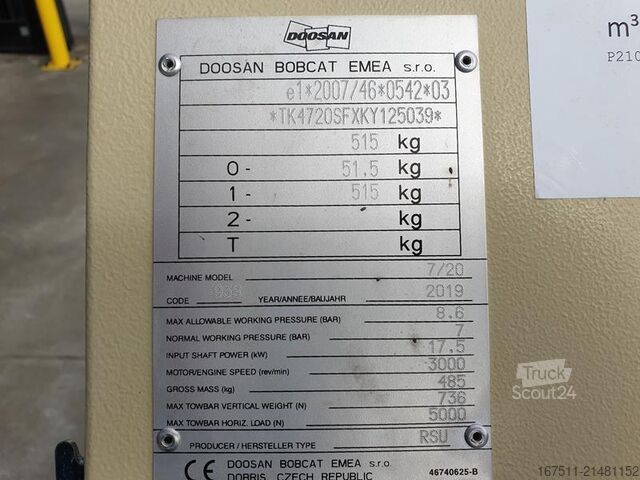 DOOSAN
DOOSAN BOBCAT EMEA s.r.o.
e1*2007/46*0542*03
*TK4720SFXKY125039*
515 kg
0- 51,5 kg
1- 515 kg
2- kg
T kg
MACHINE MODEL 7/20
CODE YEAR/ANNEE/BAUJAHR 2019
MAX ALLOWABLE WORKING PRESSURE (BAR) 8.6
NORMAL WORKING PRESSURE (BAR) 7
INPUT SHAFT POWER (kW) 17,5
MOTOR/ENGINE SPEED (rev/min) 3000
GROSS MASS (kg) 485
MAX TOWBAR VERTICAL WEIGHT (N) 736
MAX TOWBAR HORIZ. LOAD (N) 5000
PRODUCER / HERSTELLER TYPE RSU
CE DOOSAN BOBCAT EMEA s.r.o. 46740625-B
DOBRIS, CZECH REPUBLIC
m³
P210
Truck
Scout24
167511-21481152